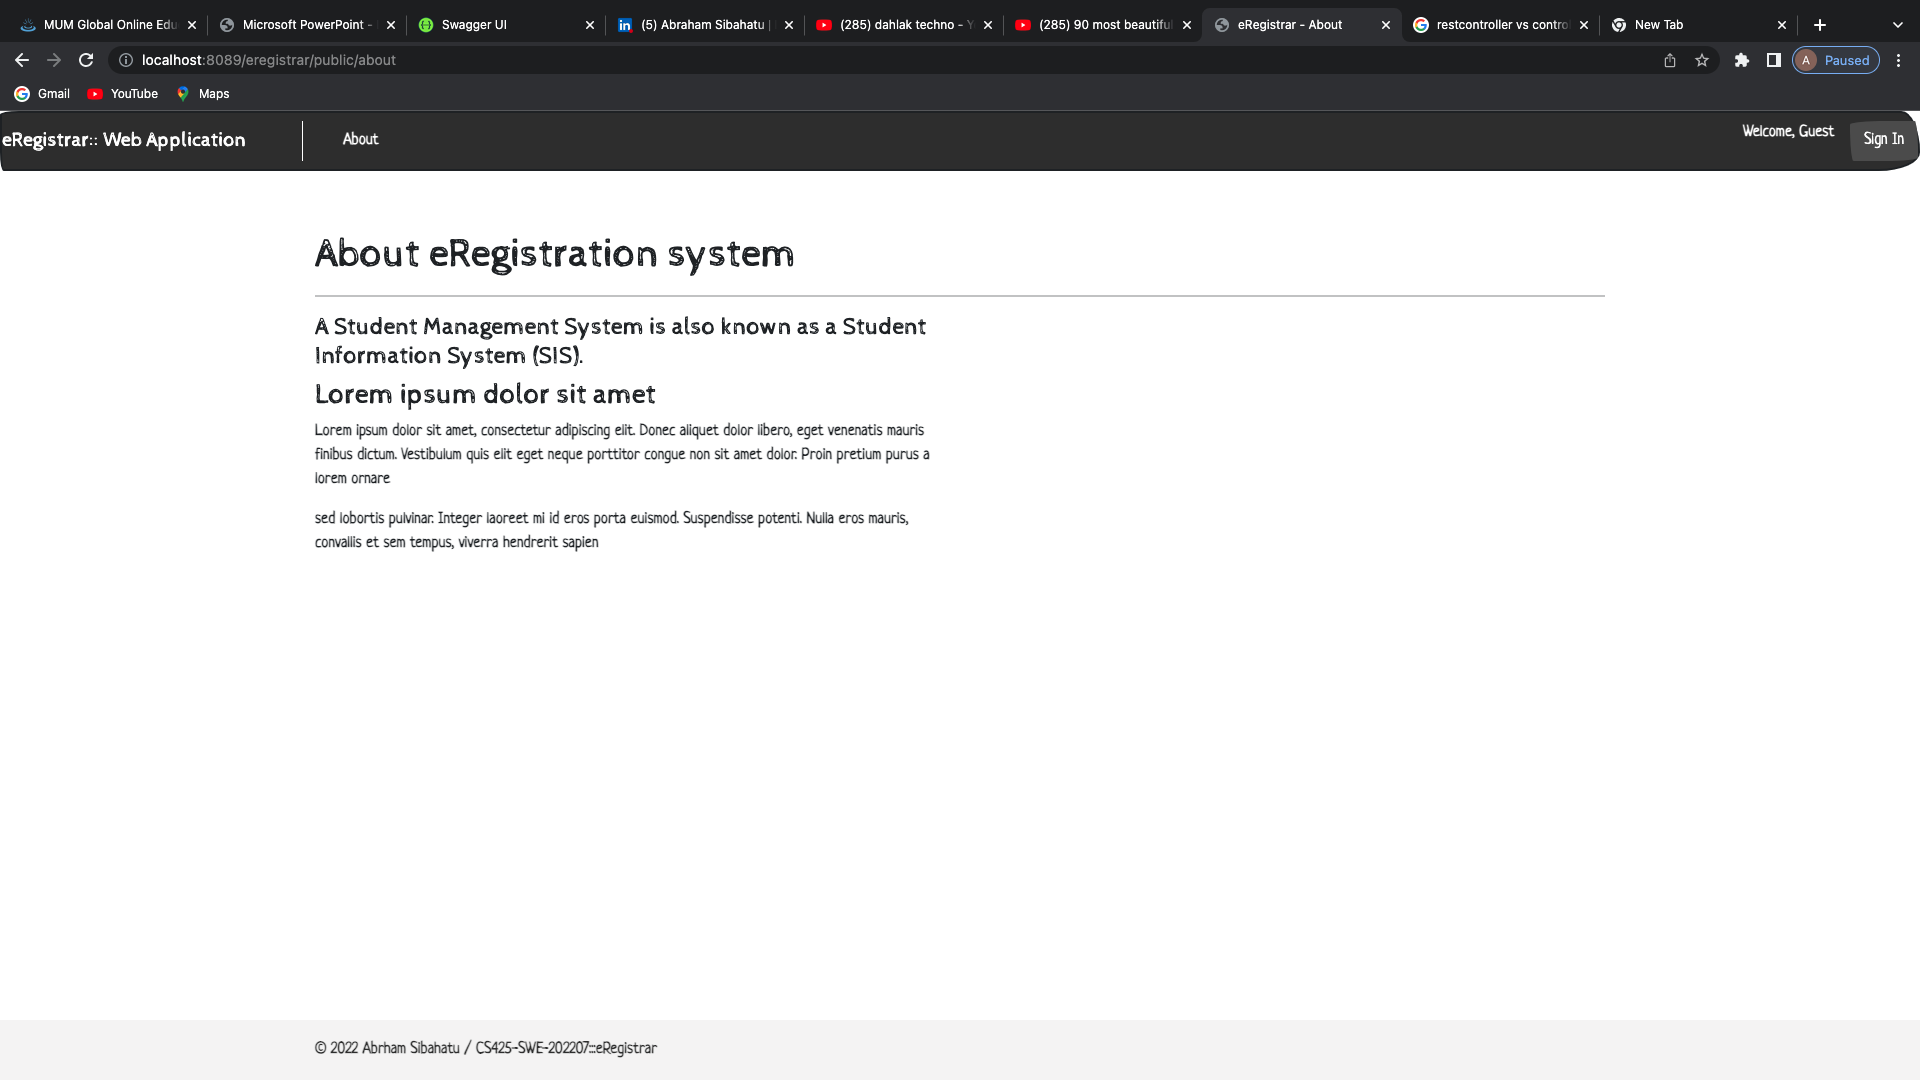 MUM Global Online Edu
Microsoft PowerPoint -
Swagger UI
(5) Abraham Sibahatu |
(285) dahlak techno - Y
(285) 90 most beautiful
eRegistrar - About
restcontroller vs contro
New Tab
localhost:8089/eregistrar/public/about
A
Paused
Gmail
YouTube
Maps
eRegistrar:: Web Application
About
Welcome, Guest
Sign In
About eRegistration system
A Student Management System is also known as a Student
Information System (SIS).
Lorem ipsum dolor sit amet
Lorem ipsum dolor sit amet, consectetur adipiscing elit. Donec aliquet dolor libero, eget venenatis mauris
finibus dictum. Vestibulum quis elit eget neque porttitor congue non sit amet dolor. Proin pretium purus a
lorem ornare
sed lobortis pulvinar. Integer laoreet mi id eros porta euismod. Suspendisse potenti. Nulla eros mauris,
convallis et sem tempus, viverra hendrerit sapien
© 2022 Abrham Sibahatu / CS425-SWE-202207:::eRegistrar